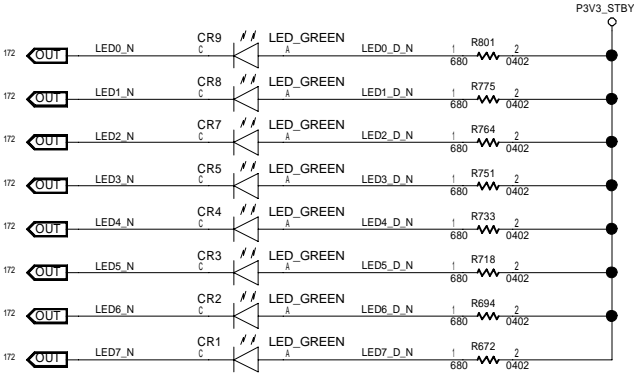 P3V3_STBY
172 OUT LED0_N CR9 C LED_GREEN A LED0_D_N 1 680 R801 2 0402
172 OUT LED1_N CR8 C LED_GREEN A LED1_D_N 1 680 R775 2 0402
172 OUT LED2_N CR7 C LED_GREEN A LED2_D_N 1 680 R764 2 0402
172 OUT LED3_N CR5 C LED_GREEN A LED3_D_N 1 680 R751 2 0402
172 OUT LED4_N CR4 C LED_GREEN A LED4_D_N 1 680 R733 2 0402
172 OUT LED5_N CR3 C LED_GREEN A LED5_D_N 1 680 R718 2 0402
172 OUT LED6_N CR2 C LED_GREEN A LED6_D_N 1 680 R694 2 0402
172 OUT LED7_N CR1 C LED_GREEN A LED7_D_N 1 680 R672 2 0402